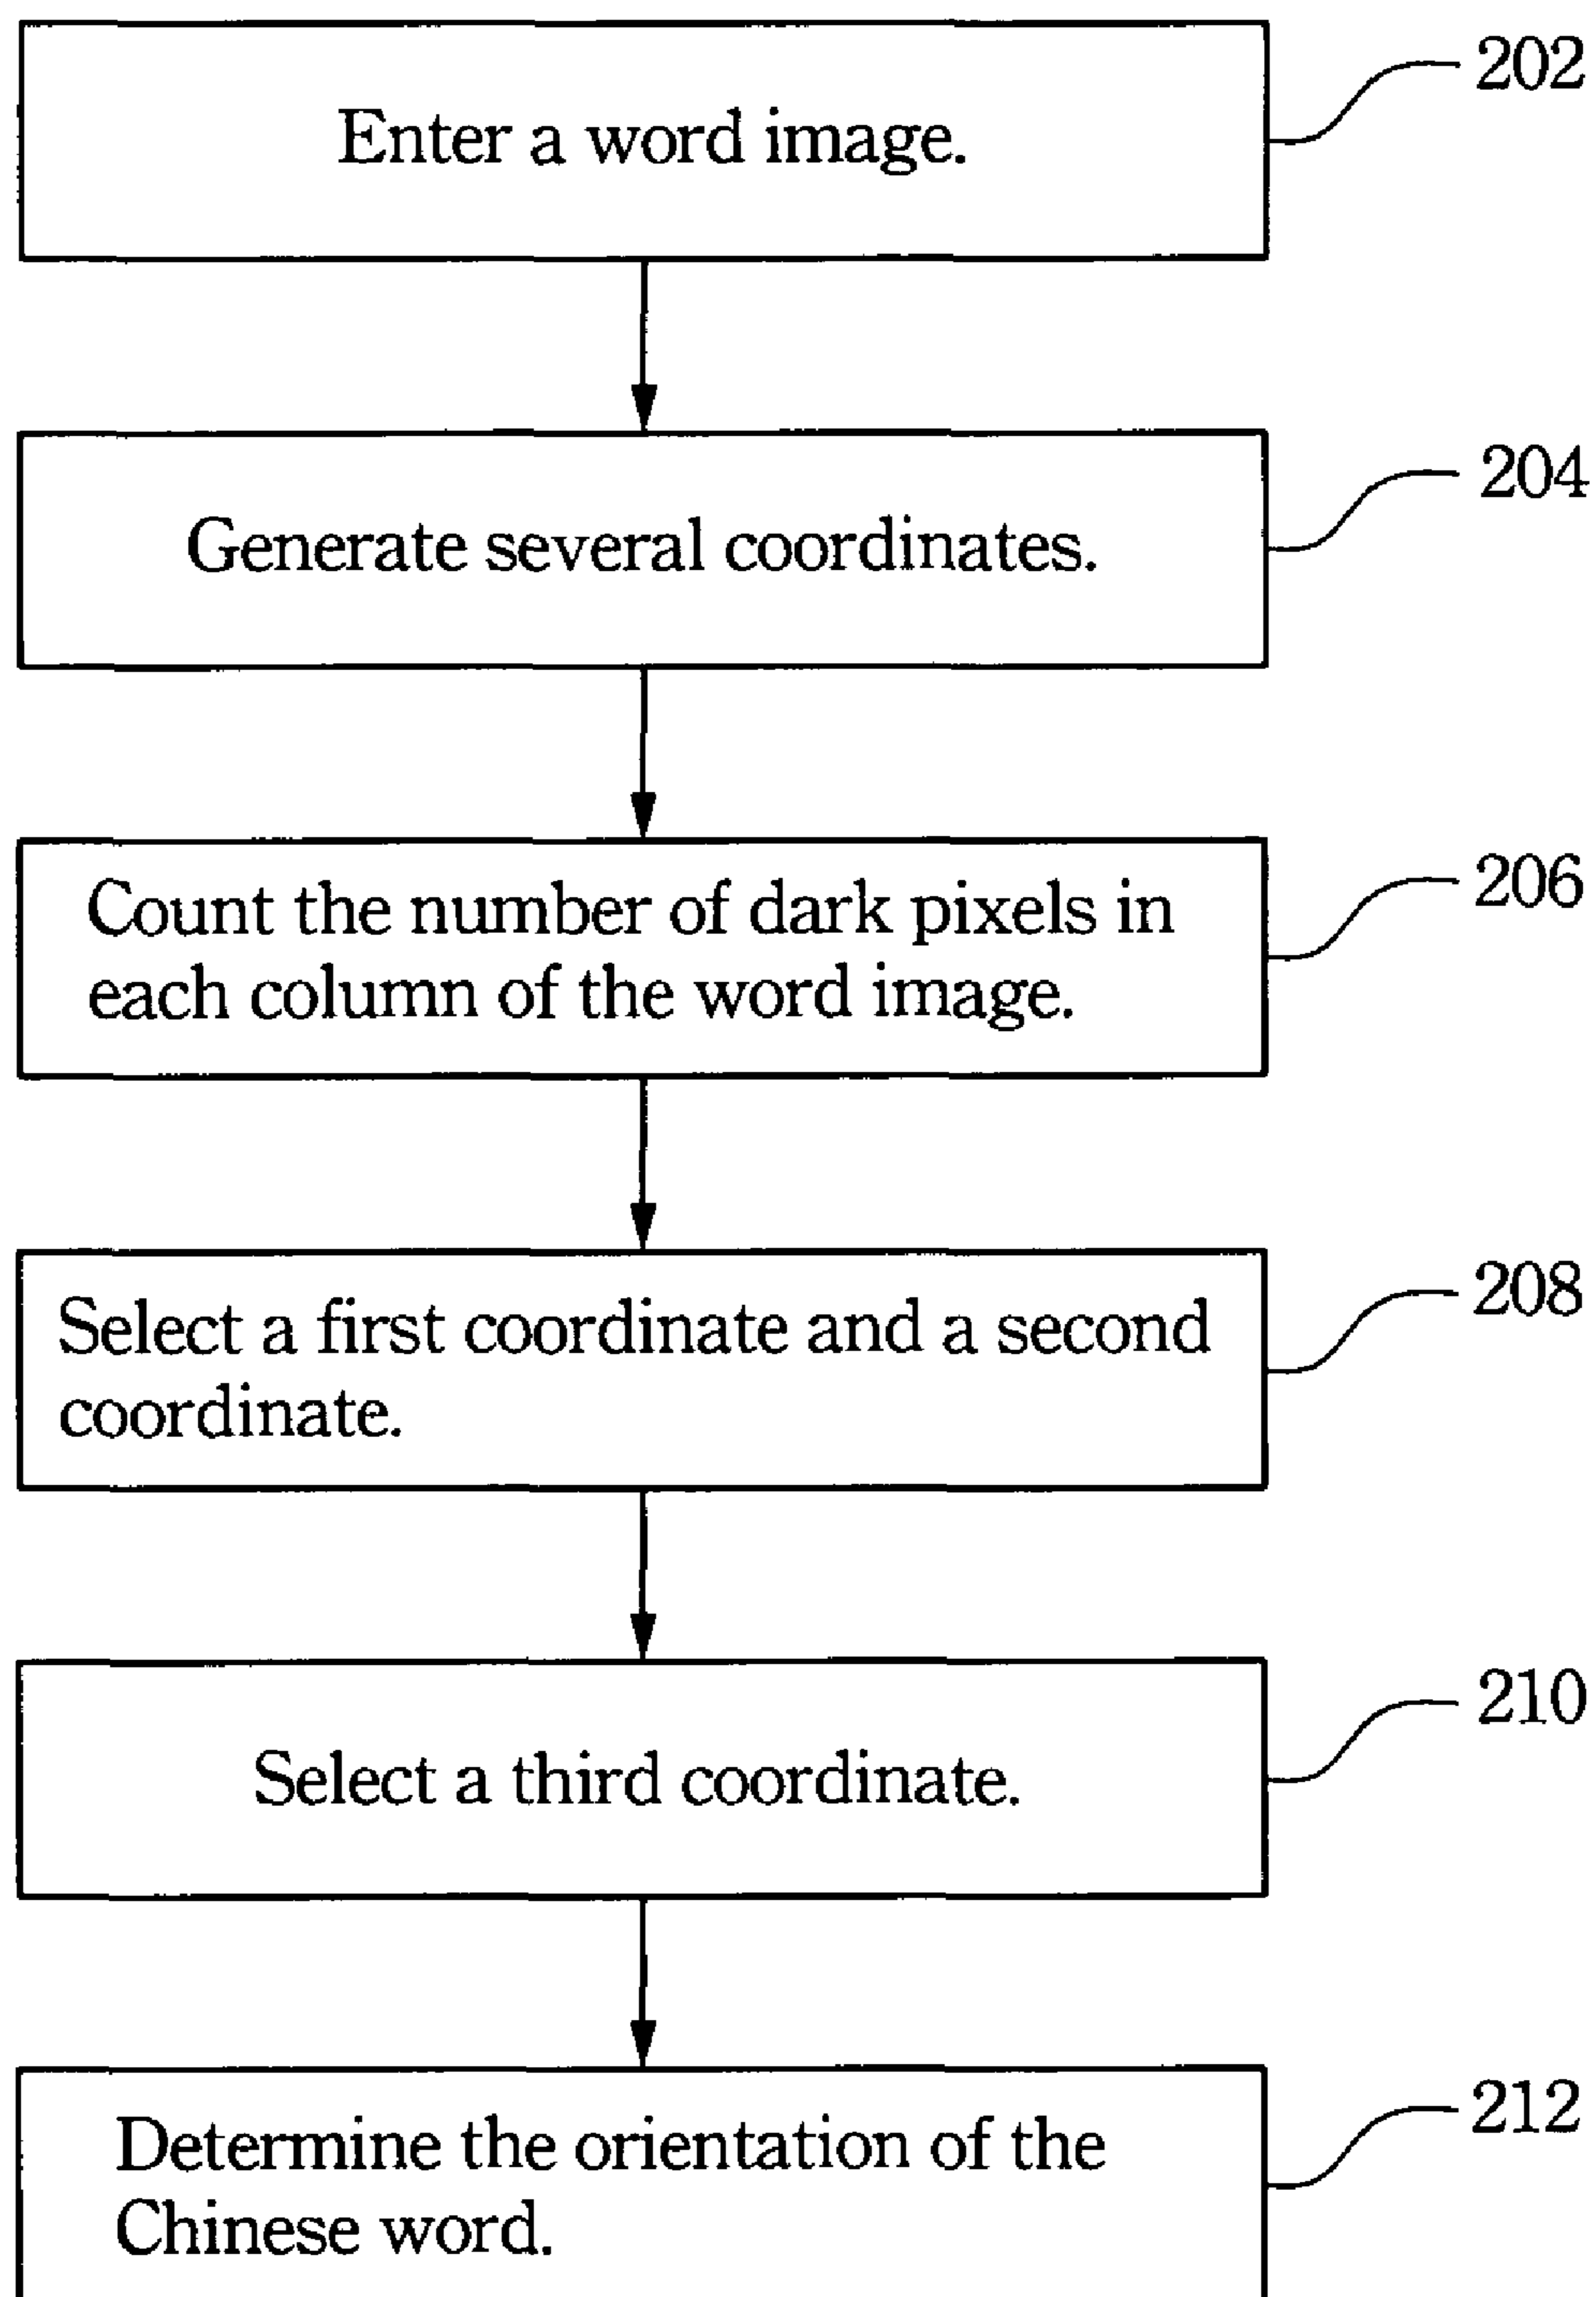 Enter a word image.
202
Generate several coordinates.
204
Count the number of dark pixels in
each column of the word image.
206
Select a first coordinate and a second
coordinate.
208
Select a third coordinate.
210
Determine the orientation of the
Chinese word.
212